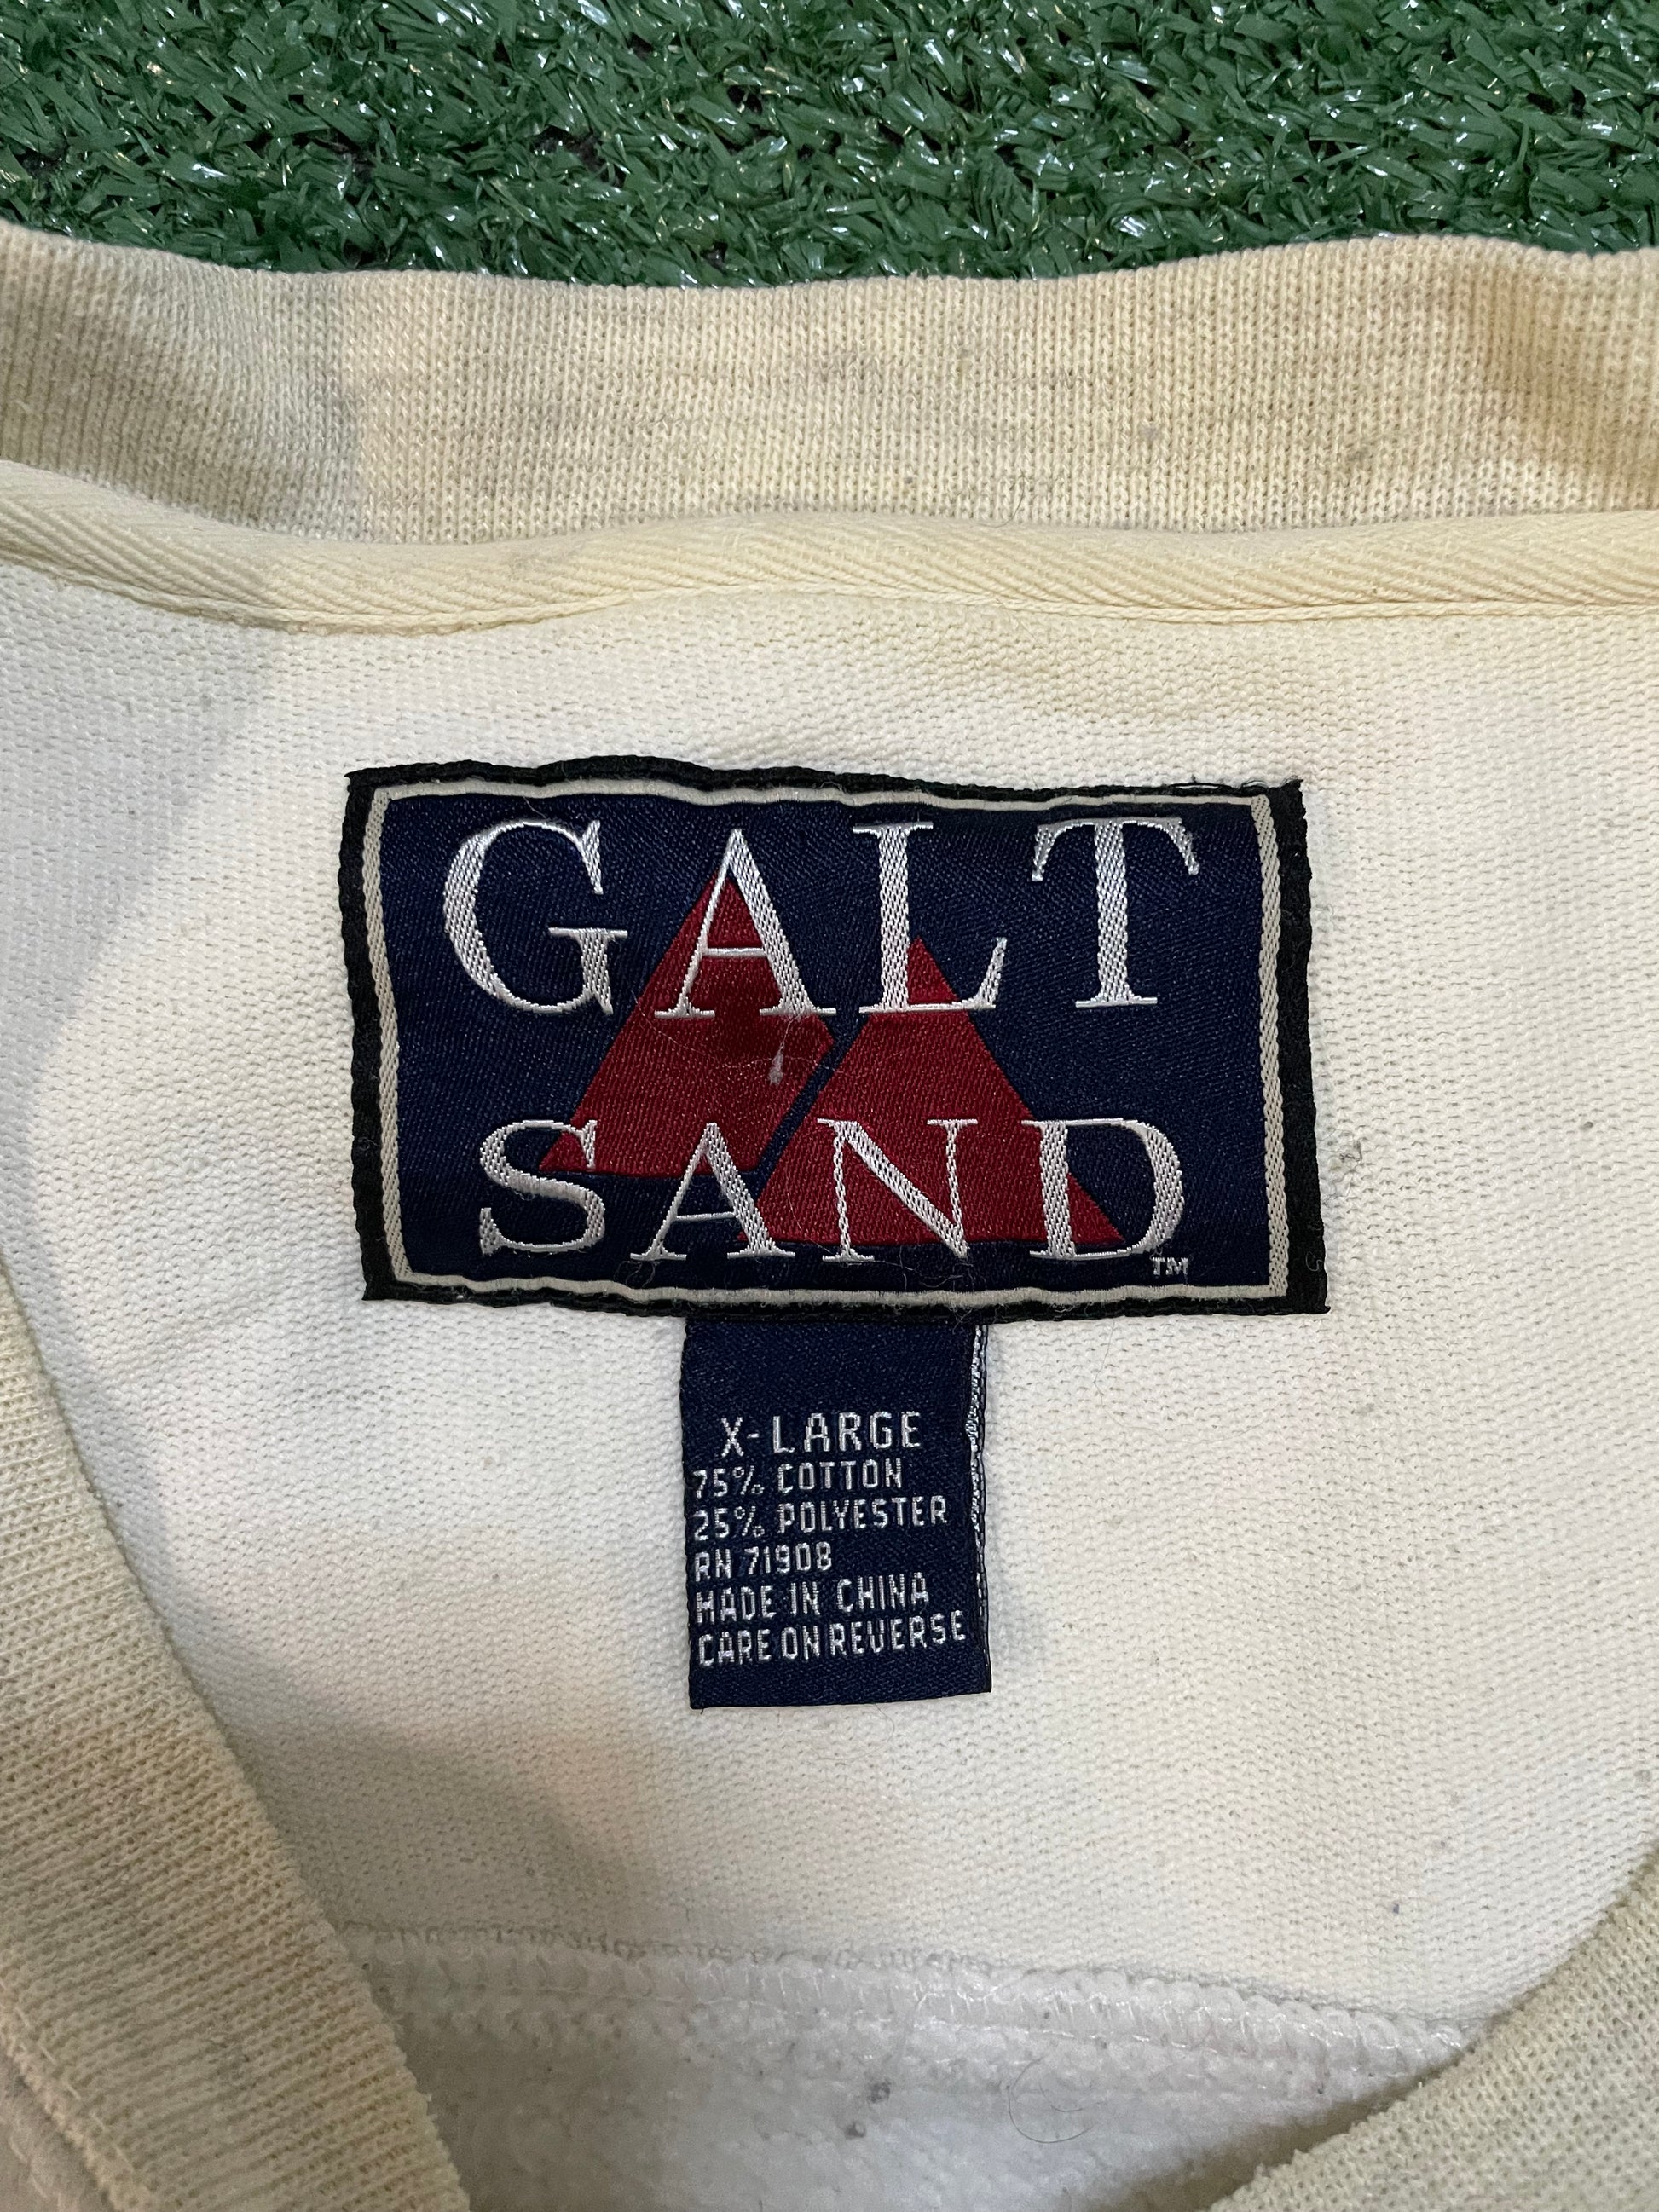 GALT
SAND
TM
X-LARGE
75% COTTON
25% POLYESTER
RN 71908
MADE IN CHINA
CARE ON REVERSE